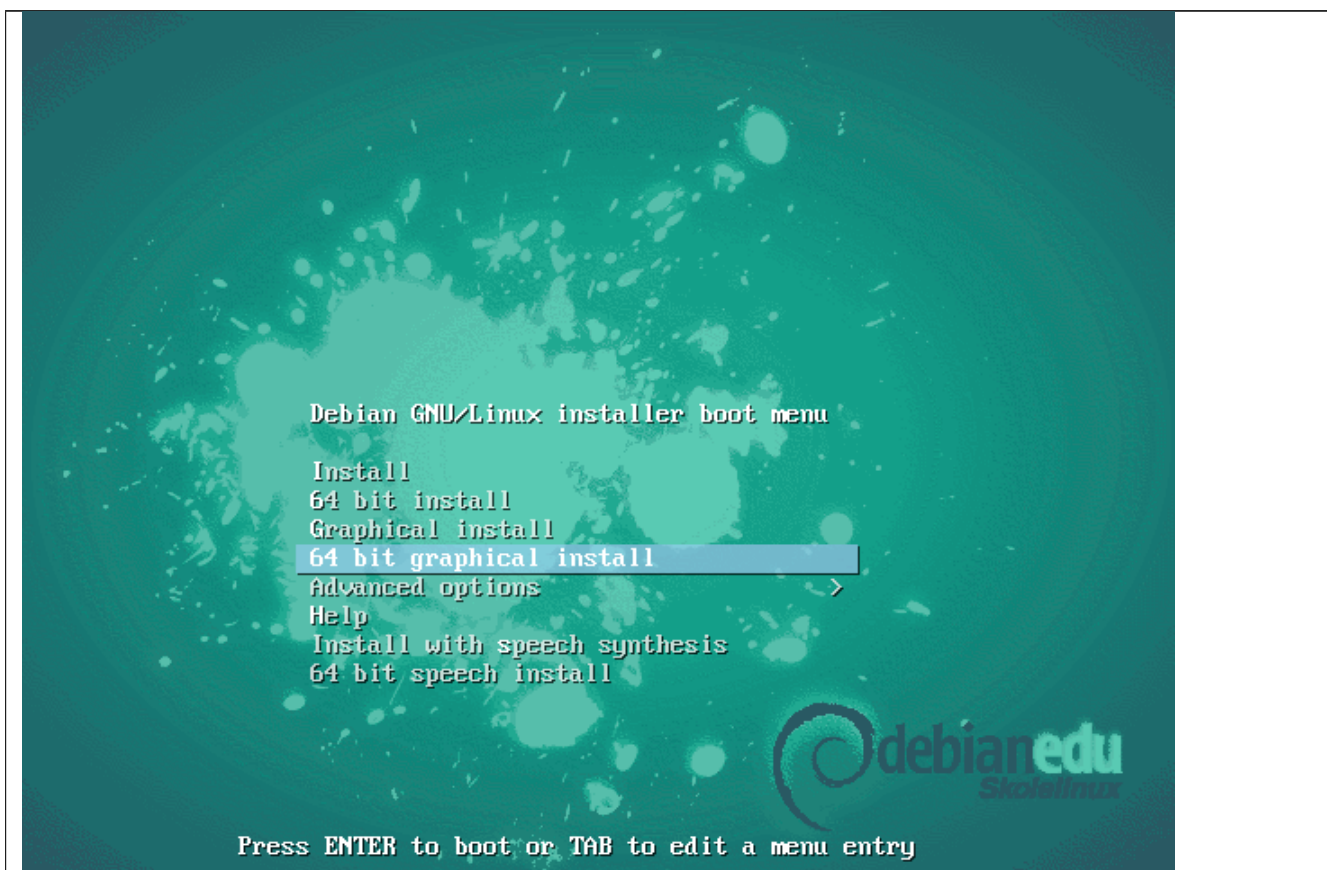 Debian GNU/Linux installer boot menu
Install
64 bit install
Graphical install
64 bit graphical install
Advanced options >
Help
Install with speech synthesis
64 bit speech install
debianedu
Skolelinux
Press ENTER to boot or TAB to edit a menu entry